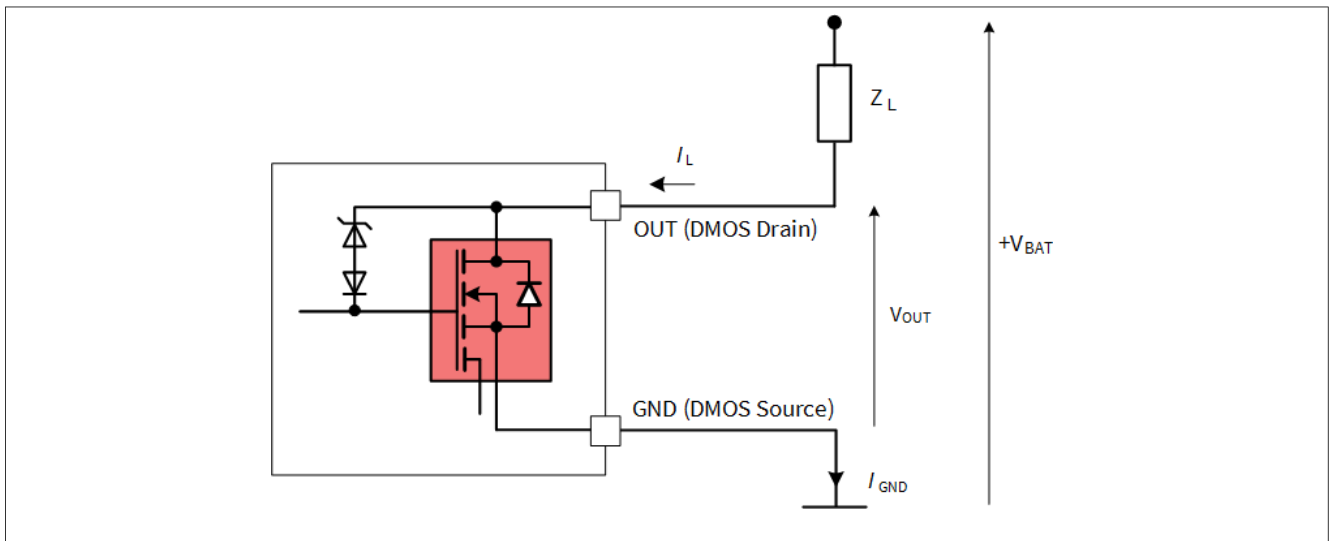 Z L
I L
OUT (DMOS Drain)
+VBAT
VOUT
GND (DMOS Source)
I GND